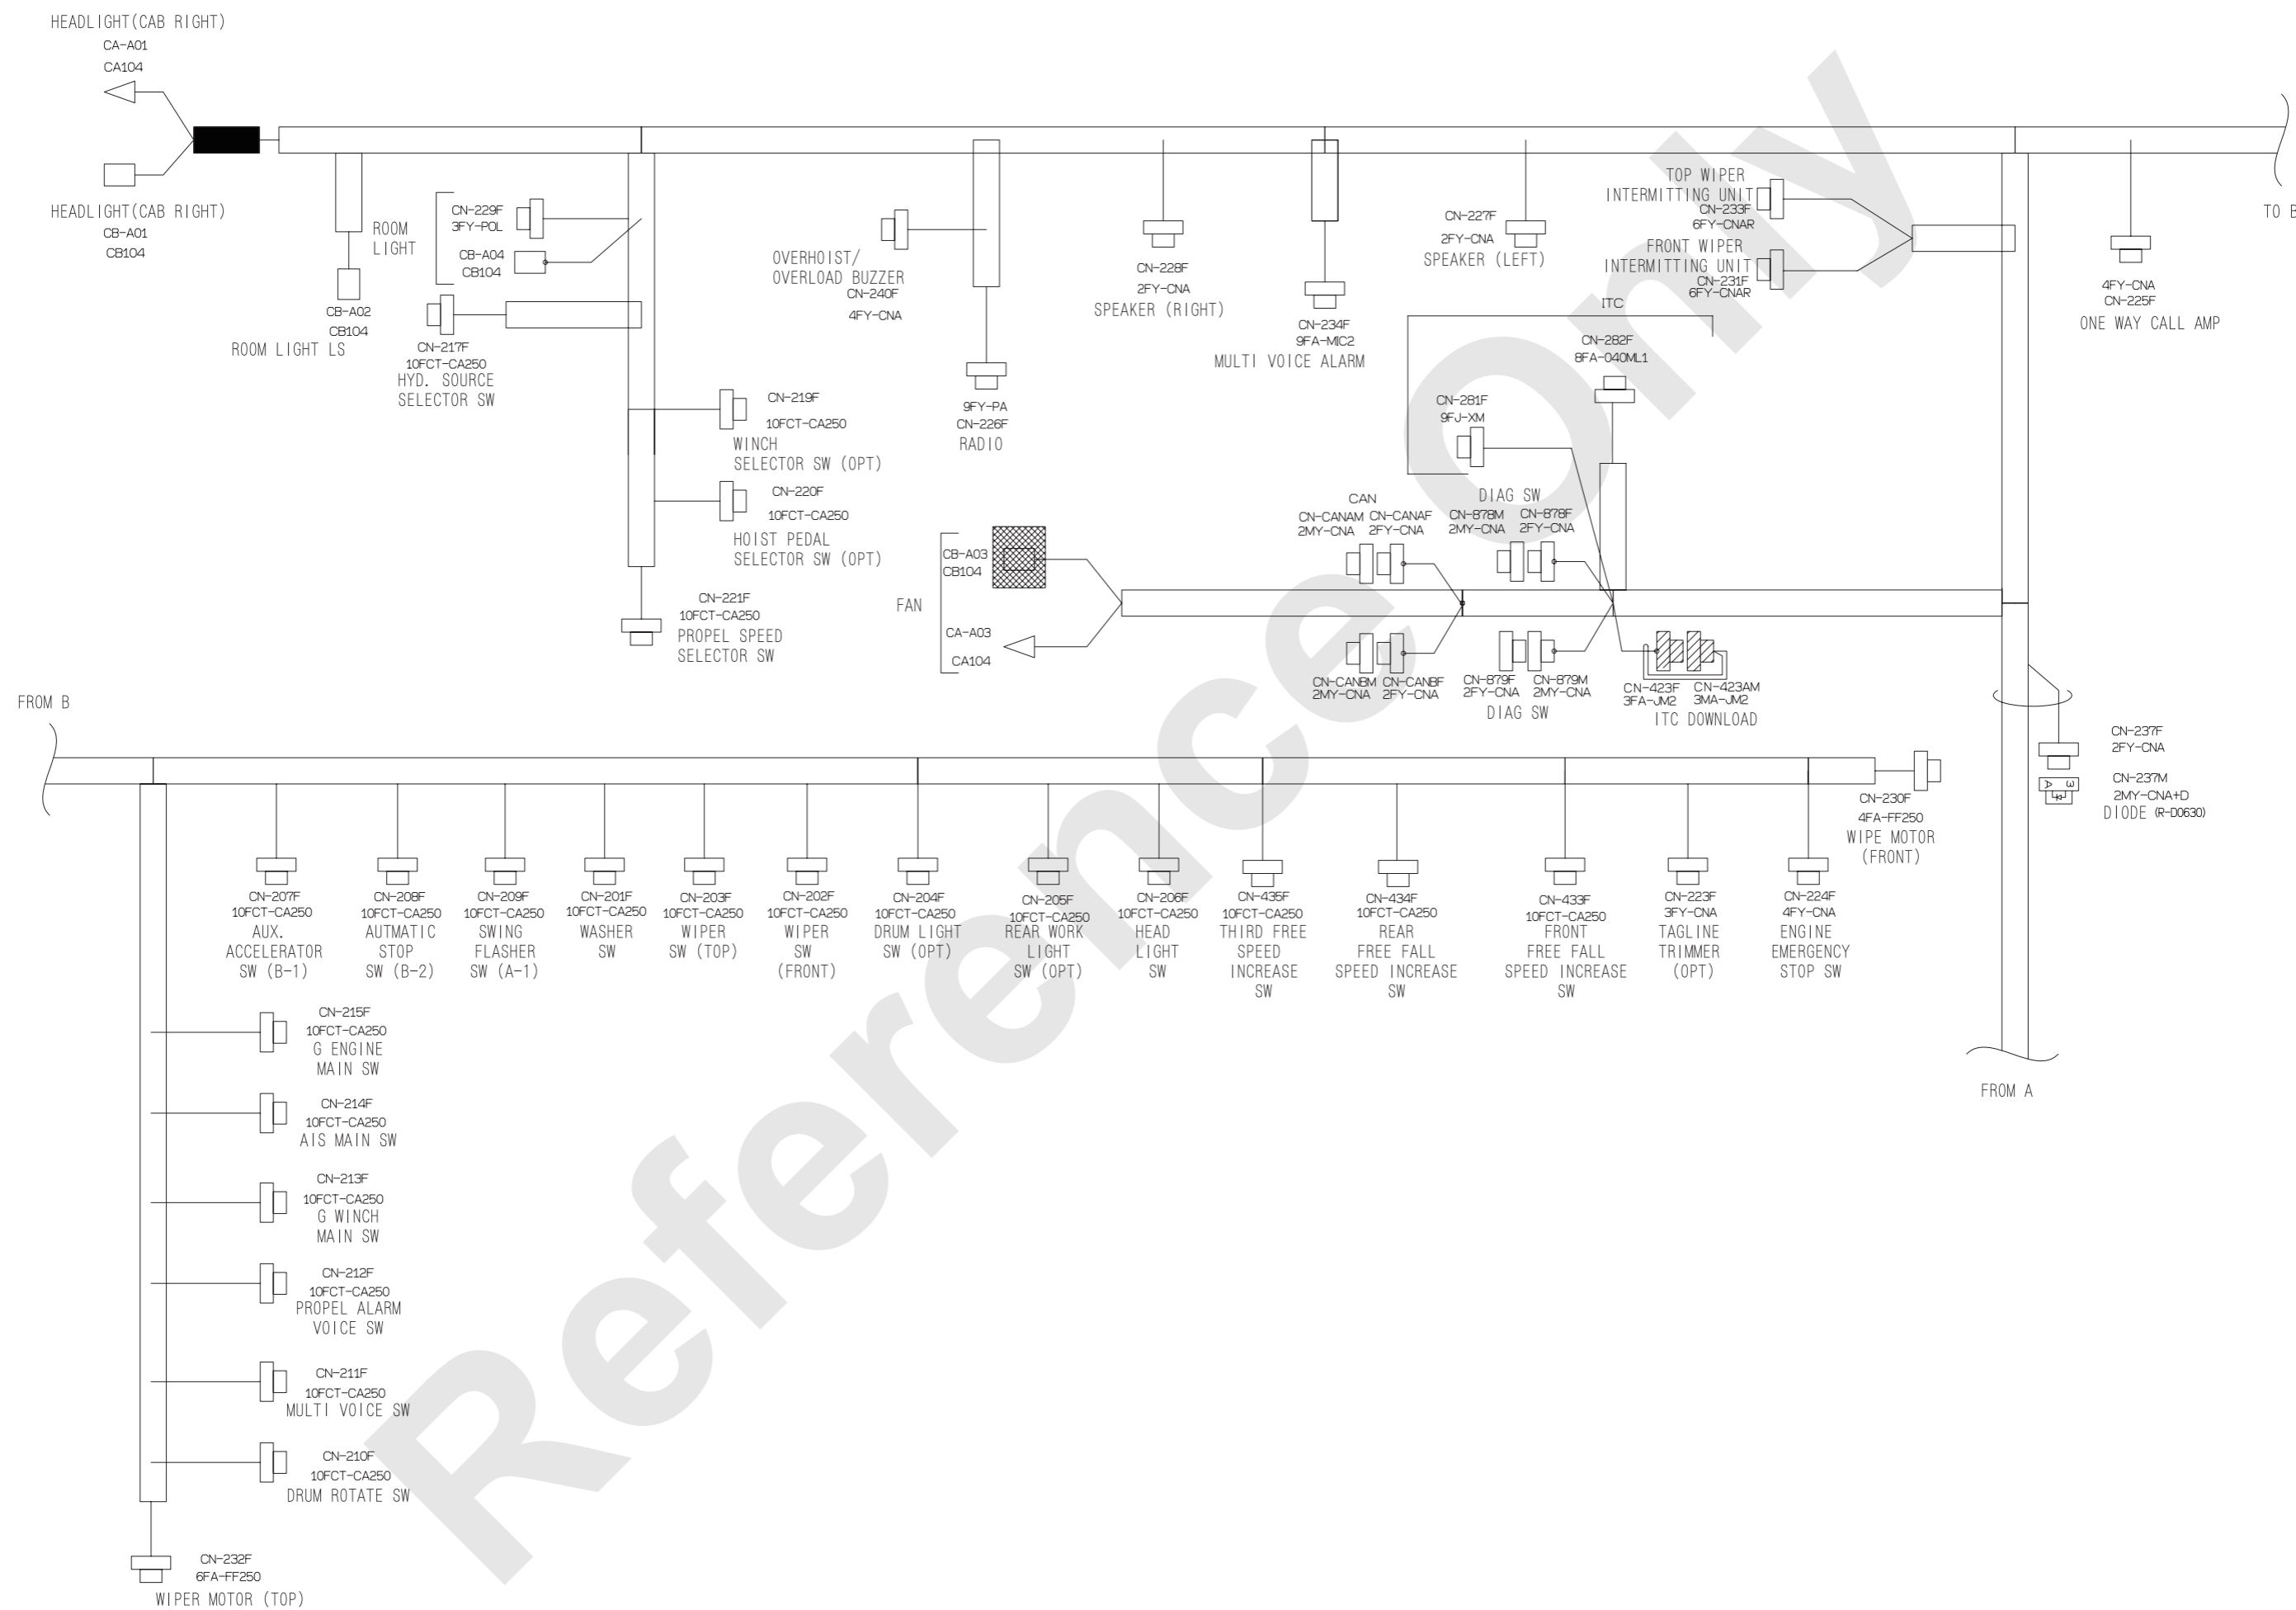 HEADLIGHT(CAB RIGHT)
CA-A01
CA104
HEADLIGHT(CAB RIGHT)
CB-A01
CB104
CB-A02
CB104
ROOM LIGHT LS
ROOM
LIGHT
CN-229F
3FY-POL
CB-A04
CB104
CN-217F
10FCT-CA250
HYD. SOURCE
SELECTOR SW
CN-219F
10FCT-CA250
WINCH
SELECTOR SW (OPT)
CN-220F
10FCT-CA250
HOIST PEDAL
SELECTOR SW (OPT)
CN-221F
10FCT-CA250
PROPEL SPEED
SELECTOR SW
OVERHOIST/
OVERLOAD BUZZER
CN-240F
4FY-CNA
9FY-PA
CN-226F
RADIO
CN-228F
2FY-CNA
SPEAKER (RIGHT)
CN-234F
9FA-MIC2
MULTI VOICE ALARM
CN-227F
2FY-CNA
SPEAKER (LEFT)
TOP WIPER
INTERMITTING UNIT
CN-233F
6FY-CNAR
FRONT WIPER
INTERMITTING UNIT
CN-231F
6FY-CNAR
4FY-CNA
CN-225F
ONE WAY CALL AMP
TO B
ITC
CN-282F
8FA-040ML1
CN-281F
9FJ-XM
CAN
CN-CANAM CN-CANAF
2MY-CNA 2FY-CNA
DIAG SW
CN-878M CN-878F
2MY-CNA 2FY-CNA
FAN
CB-A03
CB104
CA-A03
CA104
CN-CANBM CN-CANBF
2MY-CNA 2FY-CNA
CN-879F CN-879M
2FY-CNA 2MY-CNA
DIAG SW
CN-423F CN-423AM
3FA-JM2 3MA-JM2
ITC DOWNLOAD
CN-237F
2FY-CNA
A 3
CN-237M
2MY-CNA+D
DIODE (R-D0630)
FROM A
FROM B
CN-230F
4FA-FF250
WIPE MOTOR
(FRONT)
CN-207F
10FCT-CA250
AUX.
ACCELERATOR
SW (B-1)
CN-208F
10FCT-CA250
AUTMATIC
STOP
SW (B-2)
CN-209F
10FCT-CA250
SWING
FLASHER
SW (A-1)
CN-201F
10FCT-CA250
WASHER
SW
CN-203F
10FCT-CA250
WIPER
SW (TOP)
CN-202F
10FCT-CA250
WIPER
SW
(FRONT)
CN-204F
10FCT-CA250
DRUM LIGHT
SW (OPT)
CN-205F
10FCT-CA250
REAR WORK
LIGHT
SW (OPT)
CN-206F
10FCT-CA250
HEAD
LIGHT
SW
CN-435F
10FCT-CA250
THIRD FREE
SPEED
INCREASE
SW
CN-434F
10FCT-CA250
REAR
FREE FALL
SPEED INCREASE
SW
CN-433F
10FCT-CA250
FRONT
FREE FALL
SPEED INCREASE
SW
CN-223F
3FY-CNA
TAGLINE
TRIMMER
(OPT)
CN-224F
4FY-CNA
ENGINE
EMERGENCY
STOP SW
CN-215F
10FCT-CA250
G ENGINE
MAIN SW
CN-214F
10FCT-CA250
AIS MAIN SW
CN-213F
10FCT-CA250
G WINCH
MAIN SW
CN-212F
10FCT-CA250
PROPEL ALARM
VOICE SW
CN-211F
10FCT-CA250
MULTI VOICE SW
CN-210F
10FCT-CA250
DRUM ROTATE SW
CN-232F
6FA-FF250
WIPER MOTOR (TOP)
Reference Only